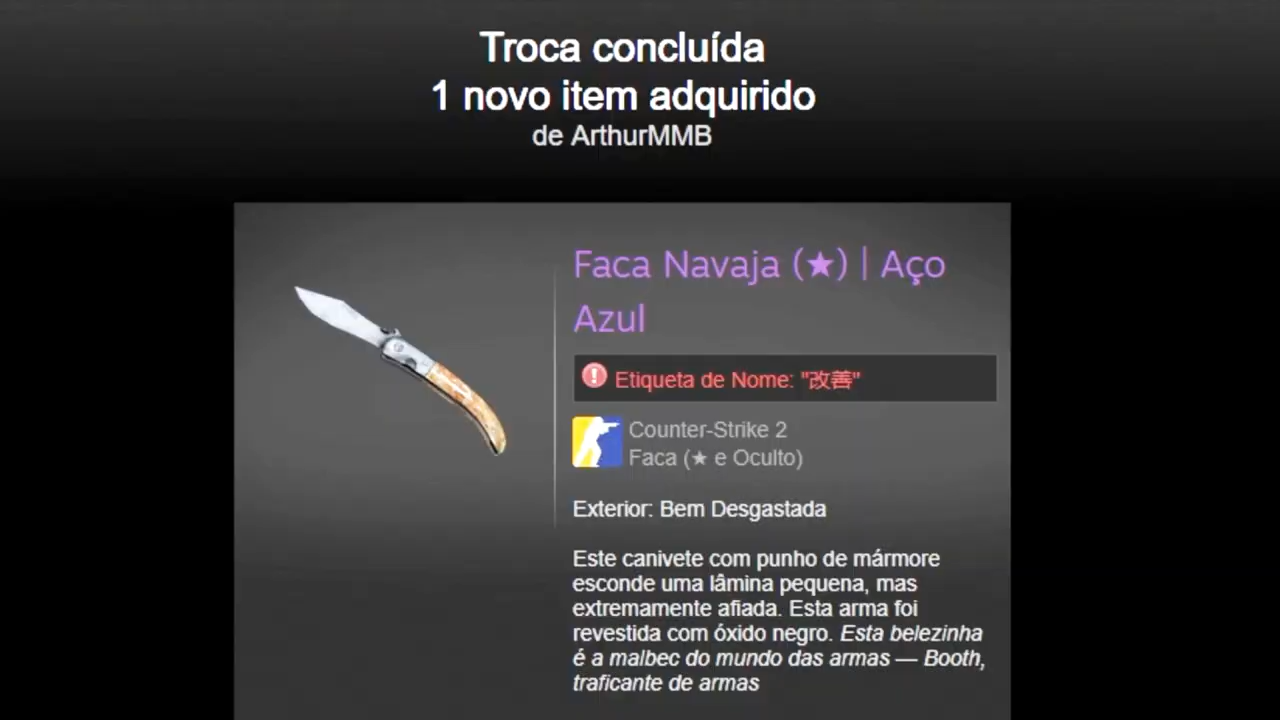 Troca concluída
1 novo item adquirido
de ArthurMMB
Faca Navaja (★) | Aço
Azul
Etiqueta de Nome: "改善"
Counter-Strike 2
Faca (★ e Oculto)
Exterior: Bem Desgastada
Este canivete com punho de mármore
esconde uma lâmina pequena, mas
extremamente afiada. Esta arma foi
revestida com óxido negro. Esta belezinha
é a malbec do mundo das armas — Booth,
traficante de armas